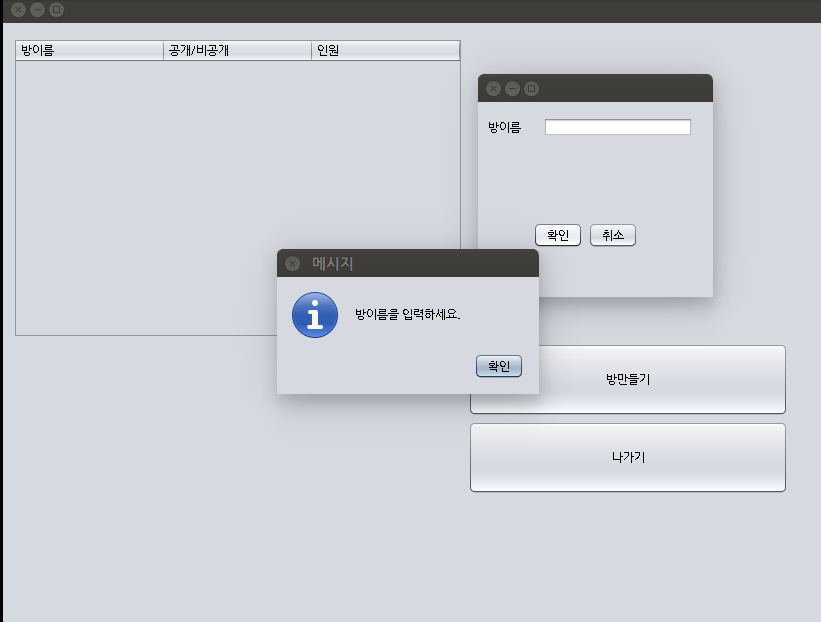 방이름 공개/비공개 인원
방이름
확인 취소
메시지
방이름을 입력하세요.
확인
방만들기
나가기